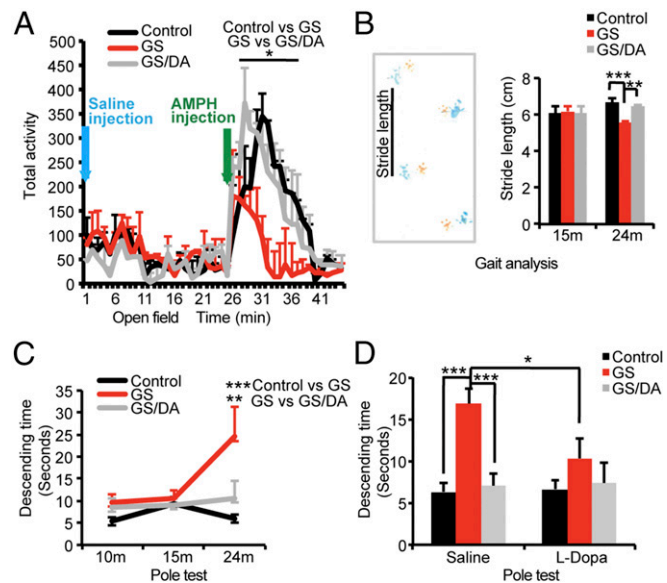 A
Control
GS
GS/DA
Control vs GS
GS vs GS/DA
*
Saline
injection
AMPH
injection
Total activity
500
450
400
350
300
250
200
150
100
50
0
1 6 11 16 21 26 31 36 41
Open field Time (min)
B
Stride length
Control
GS
GS/DA
*** **
Stride length (cm)
10
8
6
4
2
0
15m 24m
Gait analysis
C
Control
GS
GS/DA
*** Control vs GS
** GS vs GS/DA
Descending time
(Seconds)
35
30
25
20
15
10
5
0
10m 15m 24m
Pole test
D
Control
GS
GS/DA
*
*** ***
Descending time
(Seconds)
20
15
10
5
0
Saline L-Dopa
Pole test